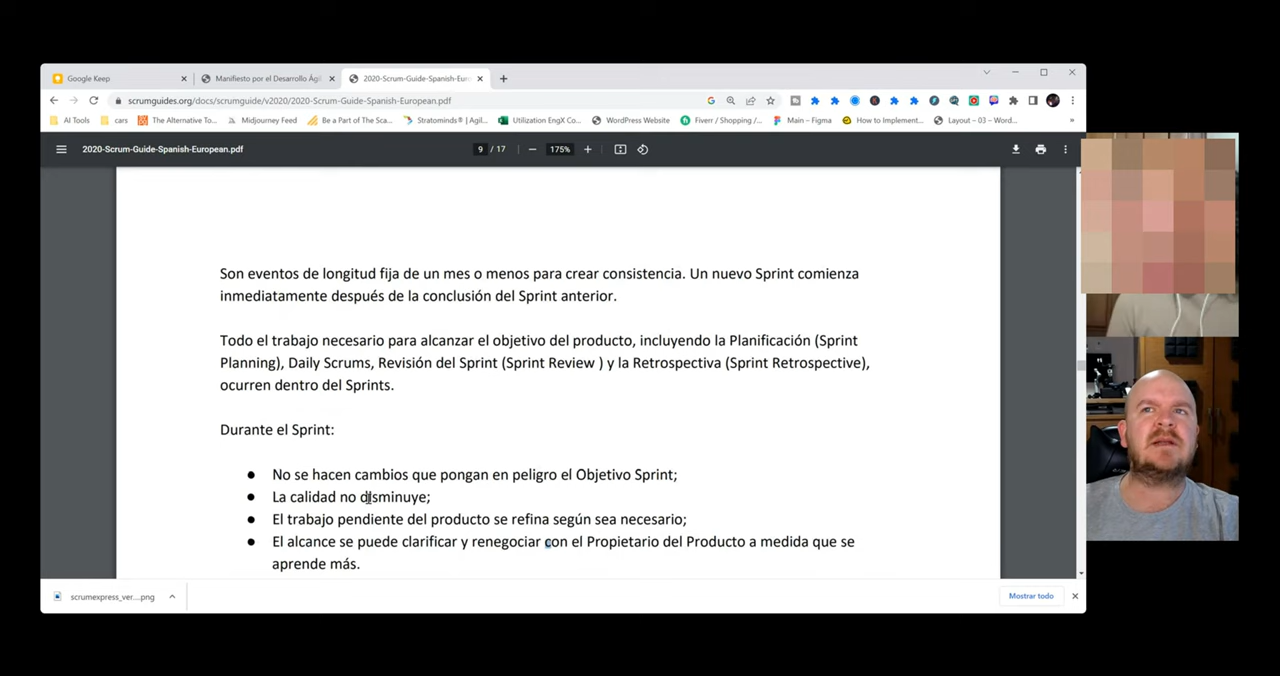 Google Keep
Manifiesto por el Desarrollo Ágil
2020-Scrum-Guide-Spanish-Eur
scrumguides.org/docs/scrumguide/v2020/2020-Scrum-Guide-Spanish-European.pdf
AI Tools
cars
The Alternative To...
Midjourney Feed
Be a Part of The Sca...
Stratominds® | Agil...
Utilization EngX Co...
WordPress Website
Fiverr / Shopping /...
Main – Figma
How to Implement...
Layout – 03 – Word...
»
2020-Scrum-Guide-Spanish-European.pdf
9 / 17
175%
Son eventos de longitud fija de un mes o menos para crear consistencia. Un nuevo Sprint comienza
inmediatamente después de la conclusión del Sprint anterior.
Todo el trabajo necesario para alcanzar el objetivo del producto, incluyendo la Planificación (Sprint
Planning), Daily Scrums, Revisión del Sprint (Sprint Review ) y la Retrospectiva (Sprint Retrospective),
ocurren dentro del Sprints.
Durante el Sprint:
● No se hacen cambios que pongan en peligro el Objetivo Sprint;
● La calidad no disminuye;
● El trabajo pendiente del producto se refina según sea necesario;
● El alcance se puede clarificar y renegociar con el Propietario del Producto a medida que se
aprende más.
scrumexpress_ver....png
Mostrar todo